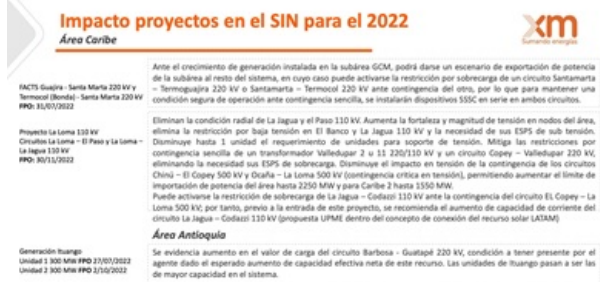 Impacto proyectos en el SIN para el 2022
Área Caribe
xm
Sumando energías
FACTS Guajira - Santa Marta 220 kV y
Termocol (Bonda) - Santa Marta 220 kV
FPO: 31/07/2022
Ante el crecimiento de generación instalada en la subárea GCM, podrá darse un escenario de exportación de potencia
de la subárea al resto del sistema, en cuyo caso puede activarse la restricción por sobrecarga de un circuito Santamarta
– Termoguajira 220 kV o Santamarta – Termocol 220 kV ante contingencia del otro, por lo que para mantener una
condición segura de operación ante contingencia sencilla, se instalarán dispositivos SSSC en serie en ambos circuitos.
Proyecto La Loma 110 kV
Circuitos La Loma – El Paso y La Loma –
La Jagua 110 kV
FPO: 30/11/2022
Eliminan la condición radial de La Jagua y el Paso 110 kV. Aumenta la fortaleza y magnitud de tensión en nodos del área,
elimina la restricción por baja tensión en El Banco y La Jagua 110 kV y la necesidad de sus ESPS de sub tensión.
Disminuye hasta 1 unidad el requerimiento de unidades para soporte de tensión. Mitiga las restricciones por
contingencia sencilla de un transformador Valledupar 2 u 11 220/110 kV y un circuito Copey – Valledupar 220 kV,
eliminando la necesidad sus ESPS de sobrecarga. Disminuye el impacto en tensión de la contingencia de los circuitos
Chinú – El Copey 500 kV y Ocaña – La Loma 500 kV (contingencia crítica en tensión), permitiendo aumentar el límite de
importación de potencia del área hasta 2250 MW y para Caribe 2 hasta 1550 MW.
Puede activarse la restricción de sobrecarga de La Jagua – Codazzi 110 kV ante la contingencia del circuito EL Copey – La
Loma 500 kV; por tanto, previo a la entrada de este proyecto, se recomienda el aumento de capacidad de corriente del
circuito La Jagua – Codazzi 110 kV (propuesta UPME dentro del concepto de conexión del recurso solar LATAM)
Área Antioquia
Generación Ituango
Unidad 1 300 MW FPO 27/07/2022
Unidad 2 300 MW FPO 2/10/2022
Se evidencia aumento en el valor de carga del circuito Barbosa - Guatapé 220 kV, condición a tener presente por el
agente dado el esperado aumento de capacidad efectiva neta de este recurso. Las unidades de Ituango pasan a ser las
de mayor capacidad en el sistema.